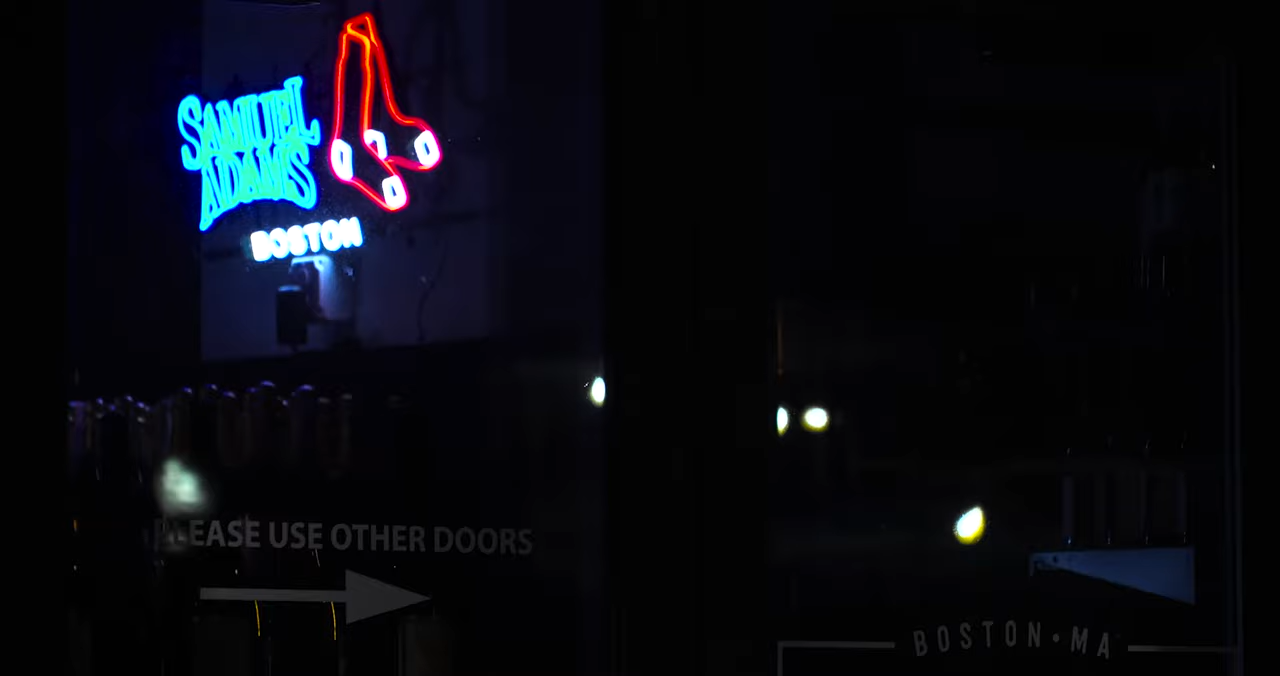 SAMUEL
ADAMS
BOSTON
PLEASE USE OTHER DOORS
BOSTON • MA